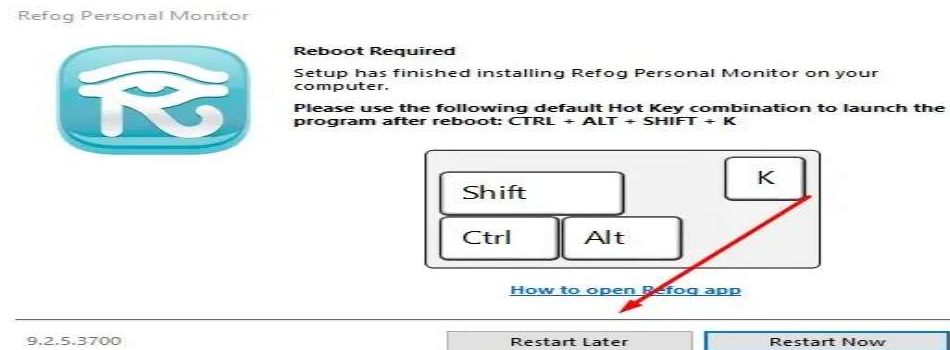 Refog Personal Monitor
Reboot Required
Setup has finished installing Refog Personal Monitor on your
computer.
Please use the following default Hot Key combination to launch the
program after reboot: CTRL + ALT + SHIFT + K
K
Shift
Ctrl Alt
How to open Refog app
9.2.5.3700
Restart Later
Restart Now